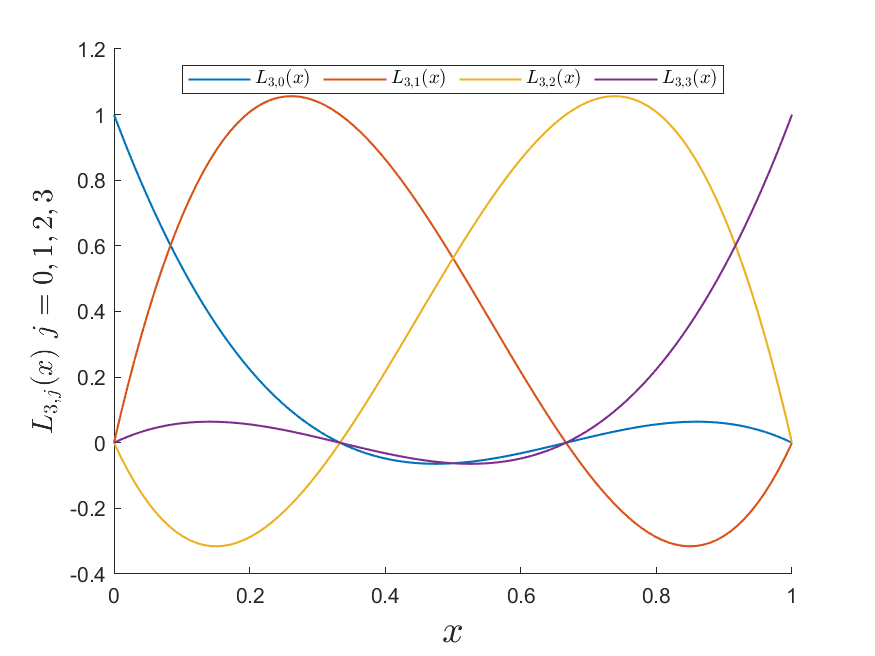 1.2
L_{3,0}(x) L_{3,1}(x) L_{3,2}(x) L_{3,3}(x)
1
0.8
0.6
0.4
0.2
0
-0.2
-0.4
L_{3,j}(x) j = 0, 1, 2, 3
0 0.2 0.4 0.6 0.8 1
x